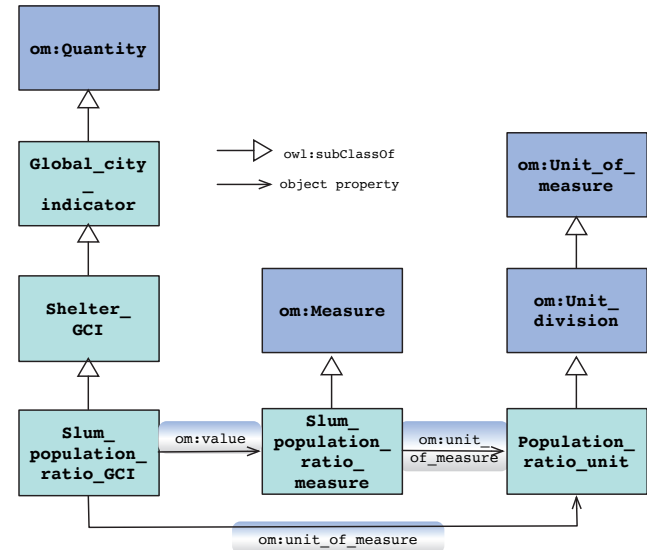 om:Quantity
Global_city
_
indicator
owl:subClassOf
object property
om:Unit_of_
measure
Shelter_
GCI
om:Measure
om:Unit_
division
Slum_
population_
ratio_GCI
om:value
Slum_
population_
ratio_
measure
om:unit_
of_measure
Population_
ratio_unit
om:unit_of_measure